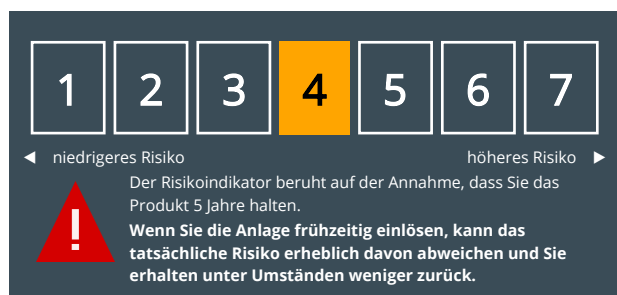 1 2 3 4 5 6 7
◄ niedrigeres Risiko höheres Risiko ►
Der Risikoindikator beruht auf der Annahme, dass Sie das
Produkt 5 Jahre halten.
Wenn Sie die Anlage frühzeitig einlösen, kann das
tatsächliche Risiko erheblich davon abweichen und Sie
erhalten unter Umständen weniger zurück.
!